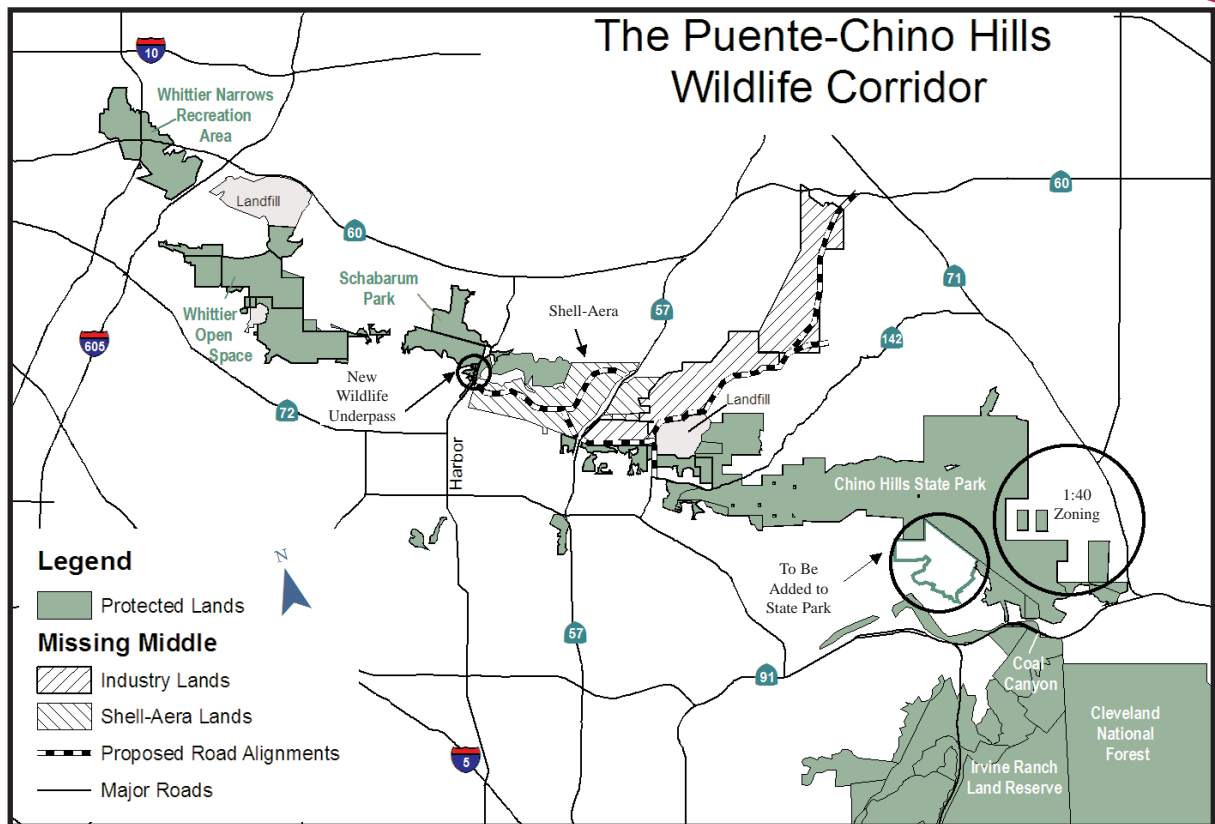 The Puente-Chino Hills
Wildlife Corridor
10
Whittier Narrows
Recreation
Area
Landfill
60
60
71
Schabarum
Park
Shell-Aera
57
142
Whittier
Open
Space
605
New
Wildlife
Underpass
72
Harbor
Landfill
Chino Hills State Park
1:40
Zoning
To Be
Added to
State Park
57
91
5
Coal
Canyon
Cleveland
National
Forest
Irvine Ranch
Land Reserve
Legend
N
Protected Lands
Missing Middle
Industry Lands
Shell-Aera Lands
Proposed Road Alignments
Major Roads